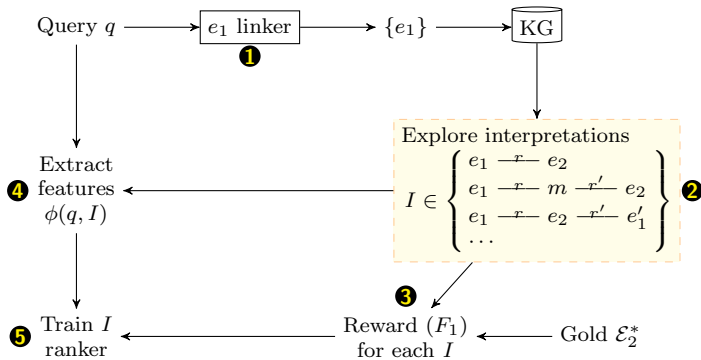 Query q
e₁ linker
{e₁}
KG
1
Explore interpretations
I ∈ { e₁ —r— e₂
e₁ —r— m —r′— e₂
e₁ —r— e₂ —r′— e′₁
... }
2
4
Extract
features
ϕ(q, I)
3
5
Train I
ranker
Reward (F₁)
for each I
Gold ℰ₂*